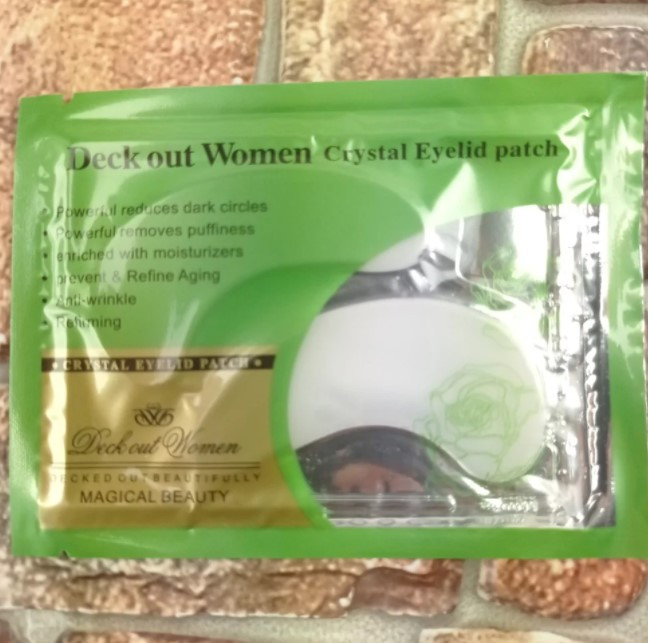 Deck out Women Crystal Eyelid patch
• Powerful reduces dark circles
• Powerful removes puffiness
• enriched with moisturizers
• prevent & Refine Aging
• Anti-wrinkle
• Refirming
• CRYSTAL EYELID PATCH •
Deck out Women
DECKED OUT BEAUTIFULLY
MAGICAL BEAUTY